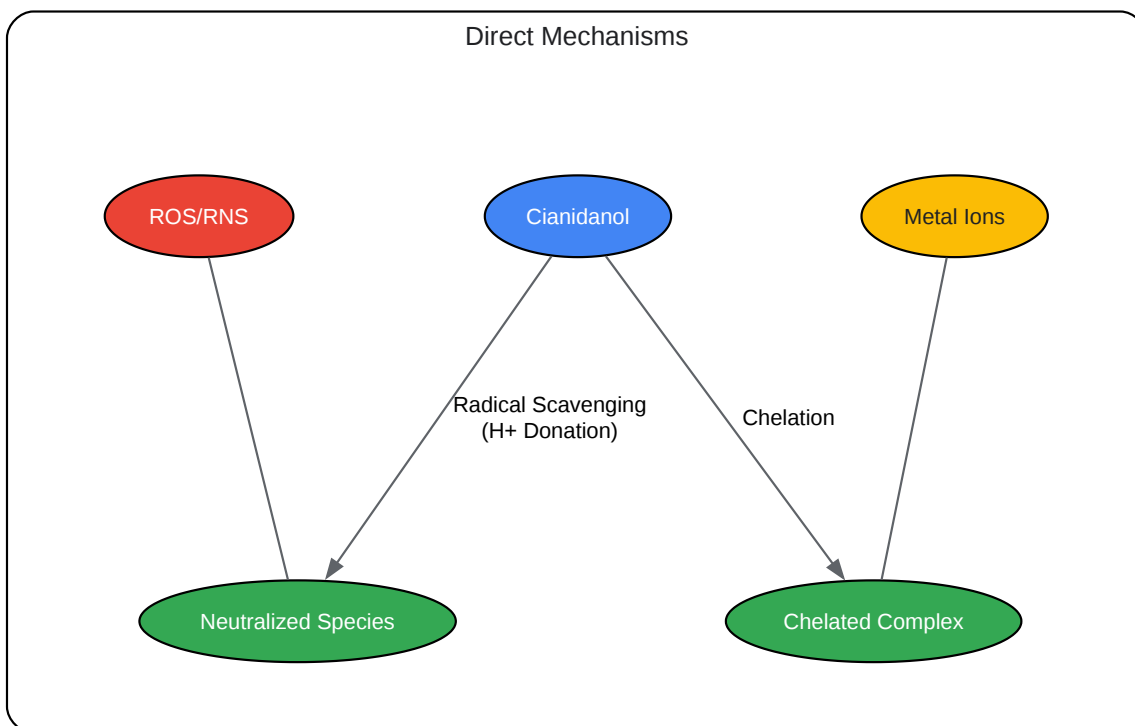 Direct Mechanisms
ROS/RNS
Cianidanol
Metal Ions
Radical Scavenging
(H+ Donation)
Chelation
Neutralized Species
Chelated Complex